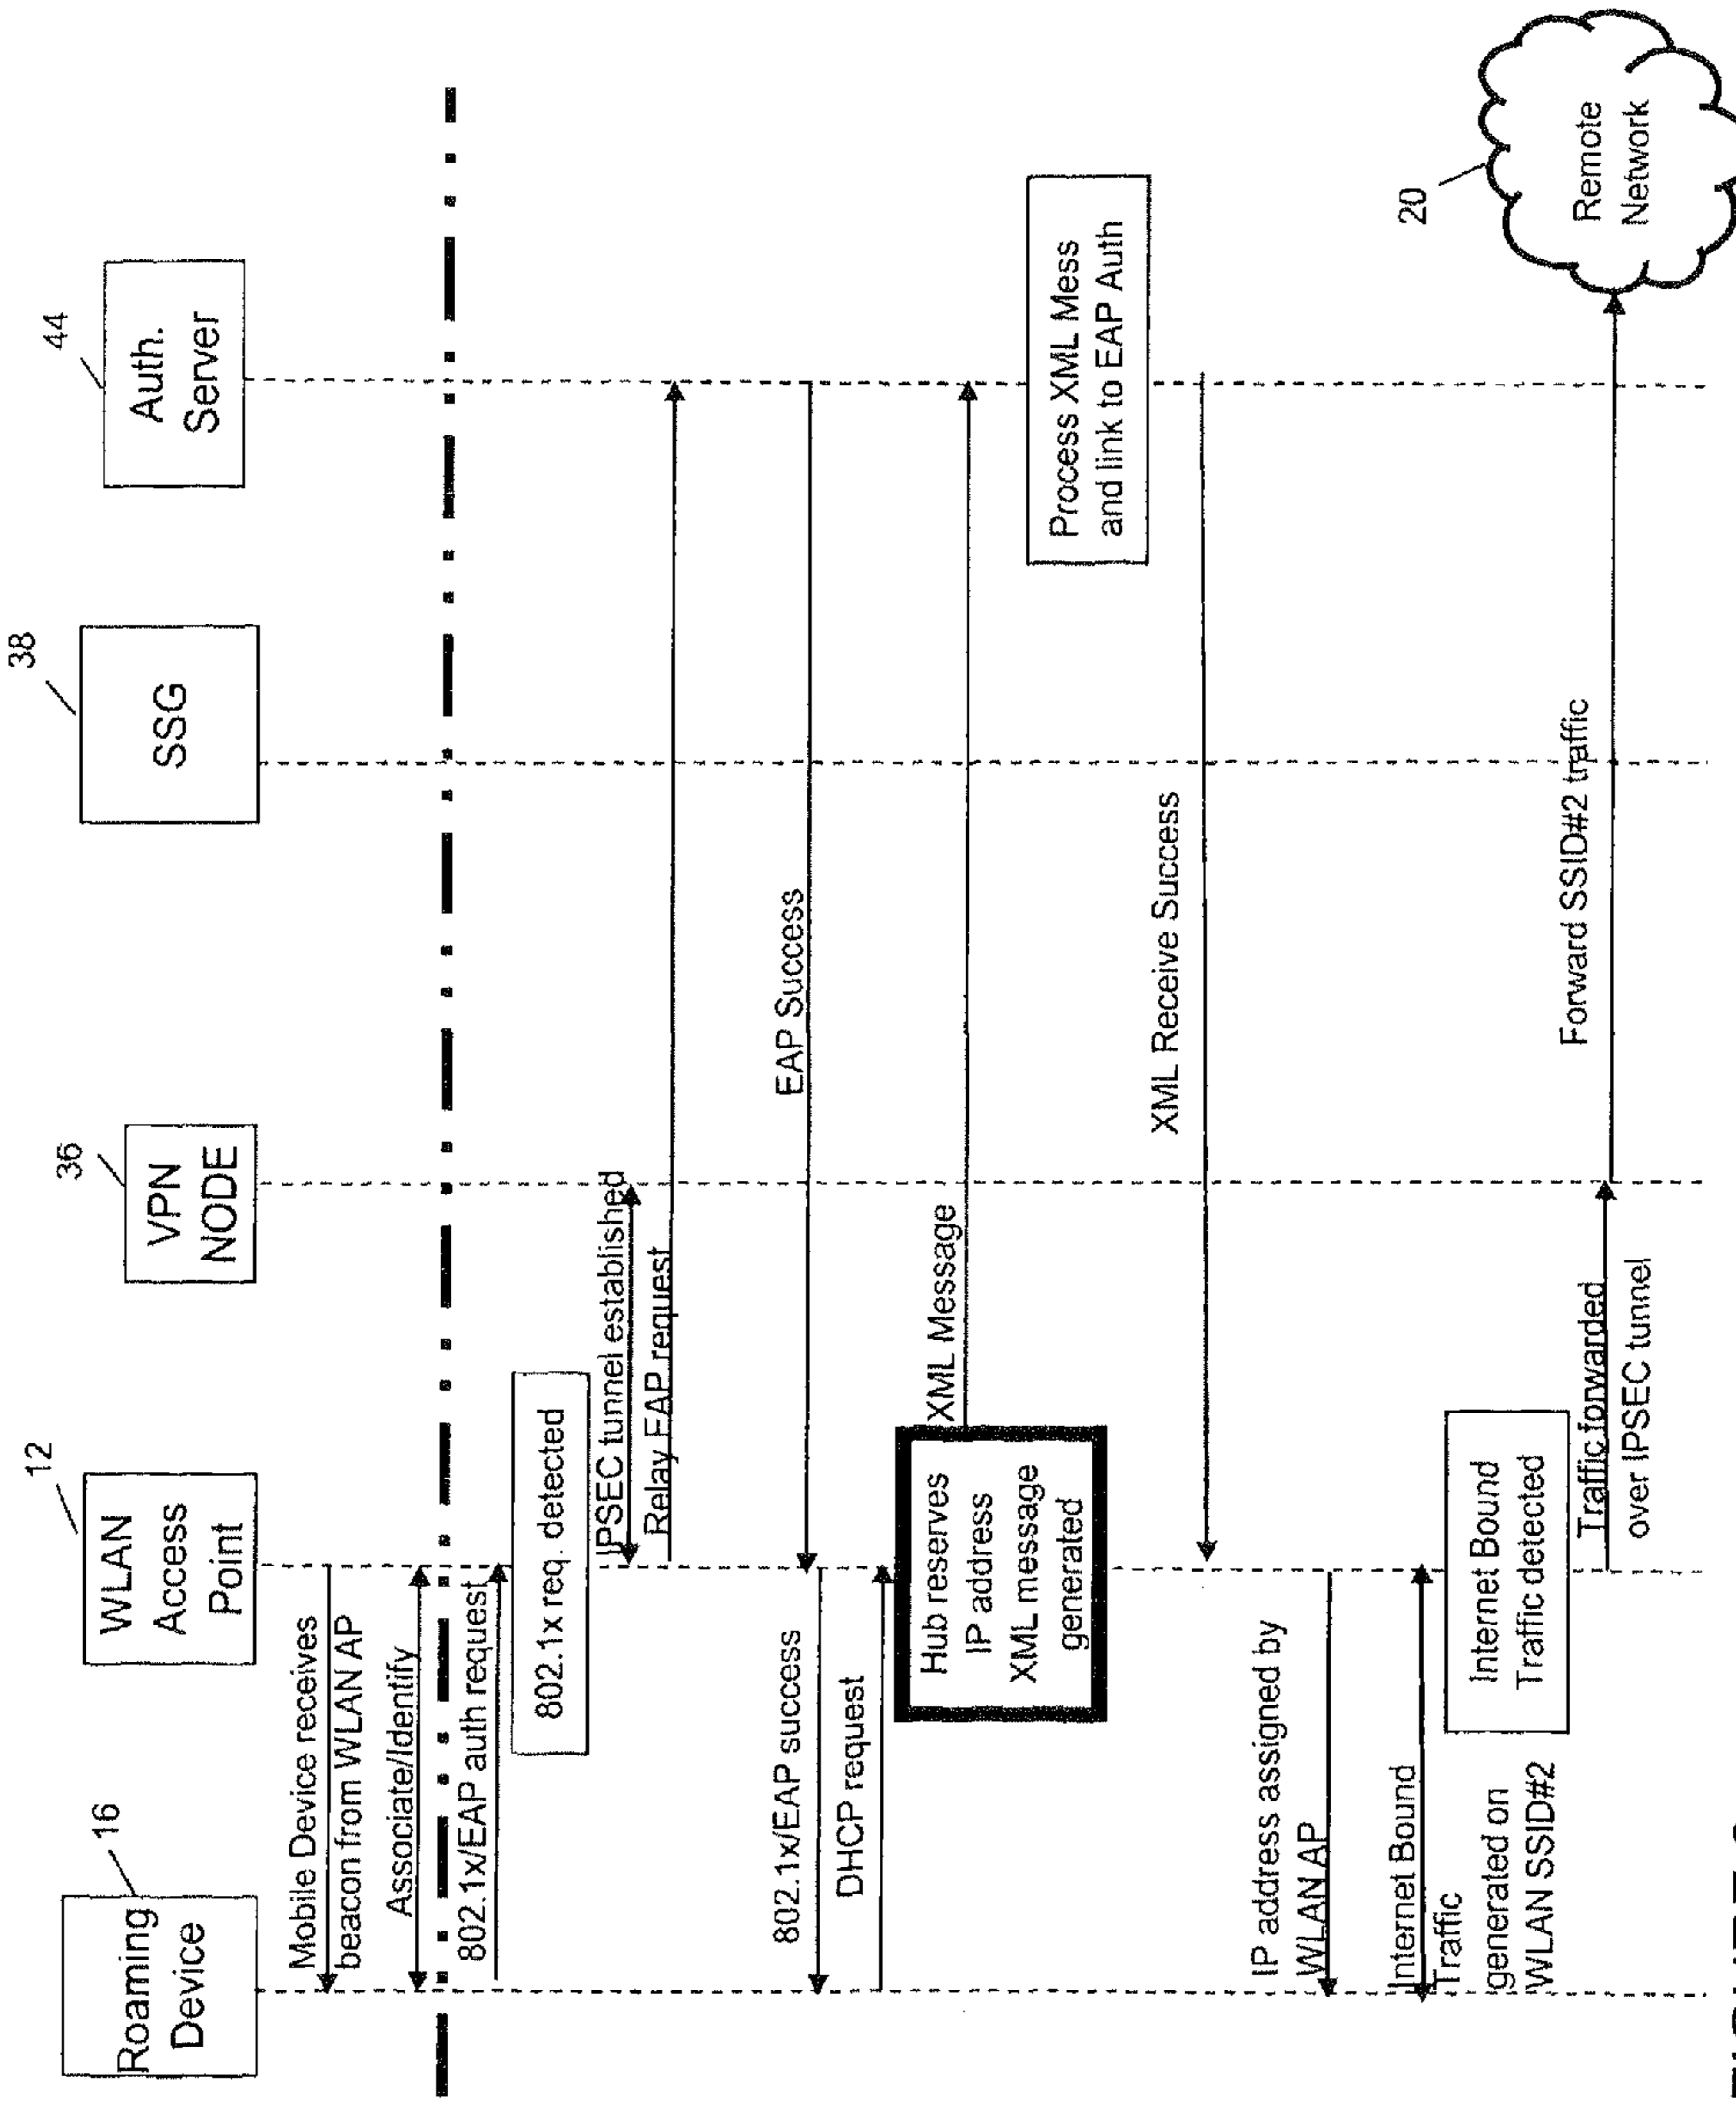 16
Roaming
Device
12
WLAN
Access
Point
36
VPN
NODE
38
SSG
44
Auth.
Server
Mobile Device receives
beacon from WLAN AP
Associate/Identify
802.1x/EAP auth request
802.1x req. detected
IPSEC tunnel established
Relay EAP request
EAP Success
802.1x/EAP success
DHCP request
Hub reserves
IP address
XML message
generated
XML Message
Process XML Mess
and link to EAP Auth
XML Receive Success
IP address assigned by
WLAN AP
Internet Bound
Traffic
generated on
WLAN SSID#2
Internet Bound
Traffic detected
Traffic forwarded
over IPSEC tunnel
Forward SSID#2 traffic
20
Remote
Network